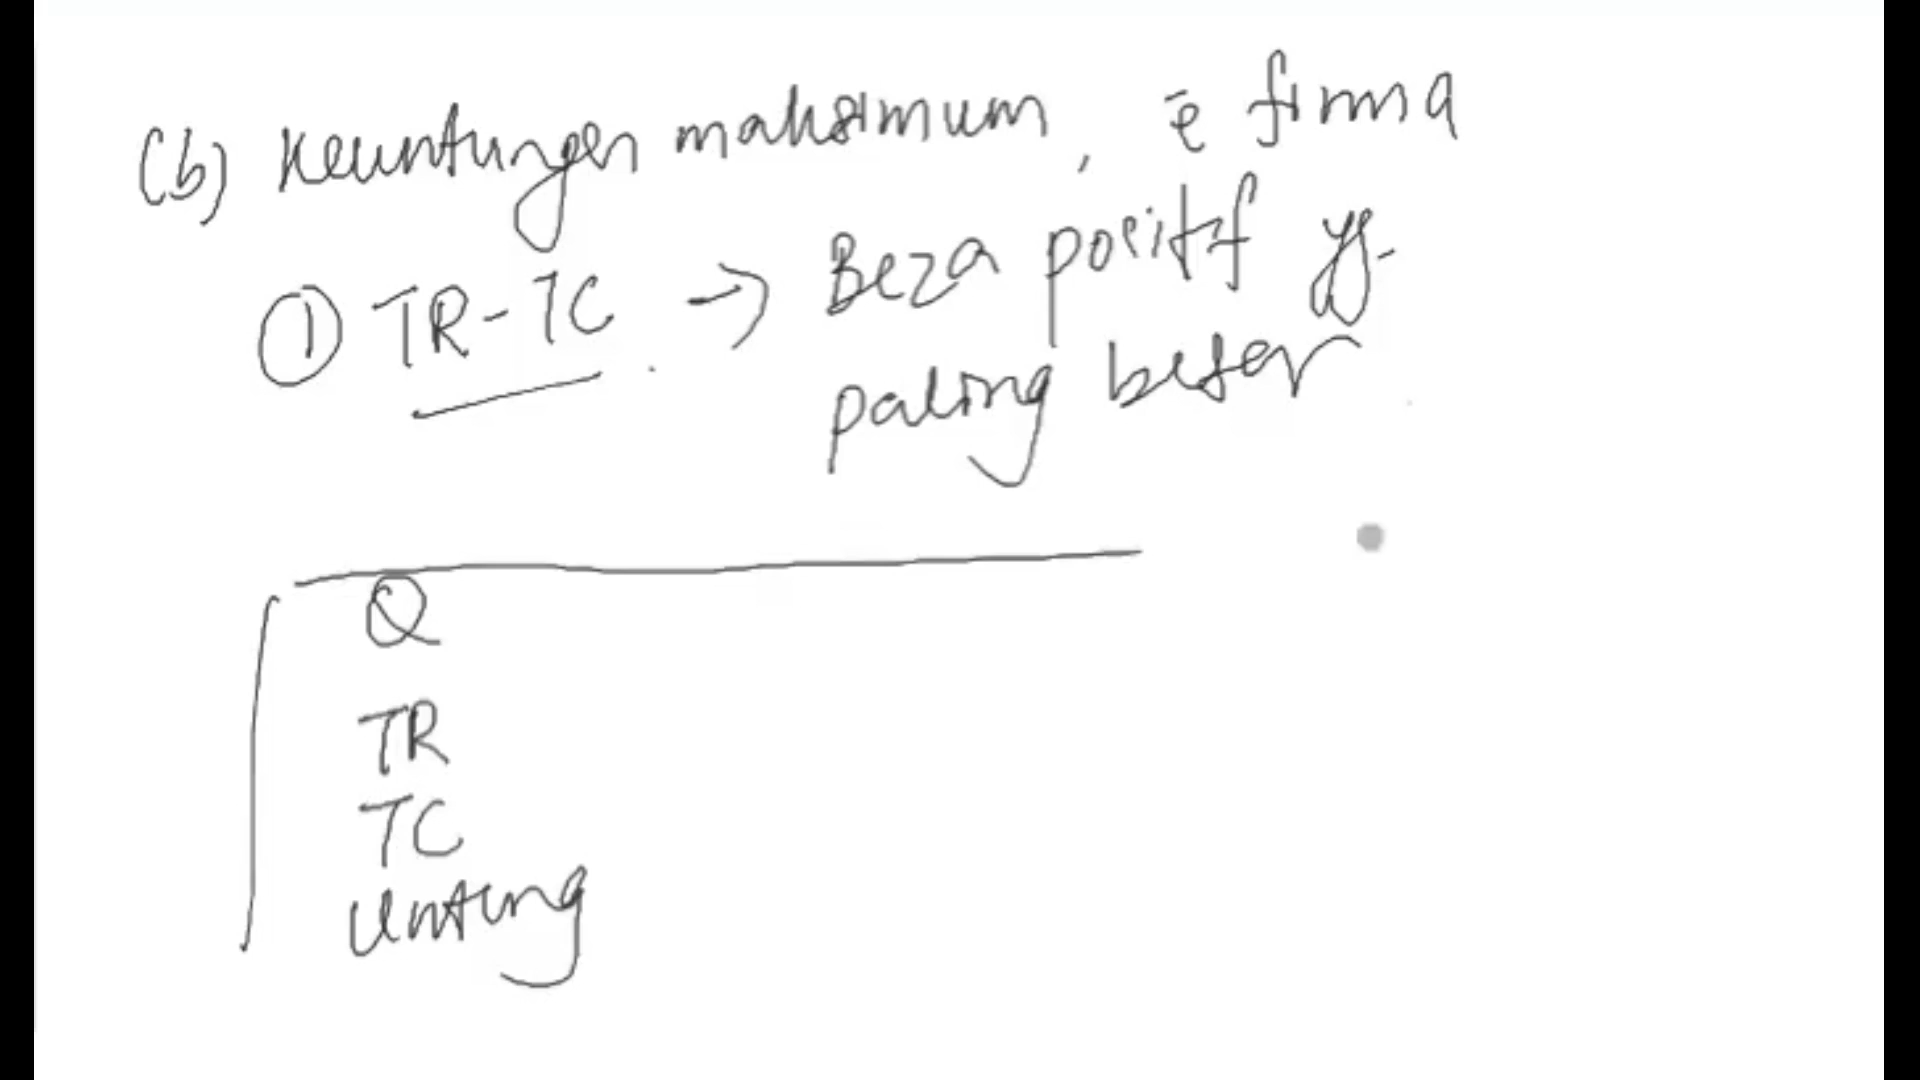 (b) Keuntungan maksimum, ē firma
① TR-TC → Beza positif yg.
paling besar
Q
TR
TC
Untung